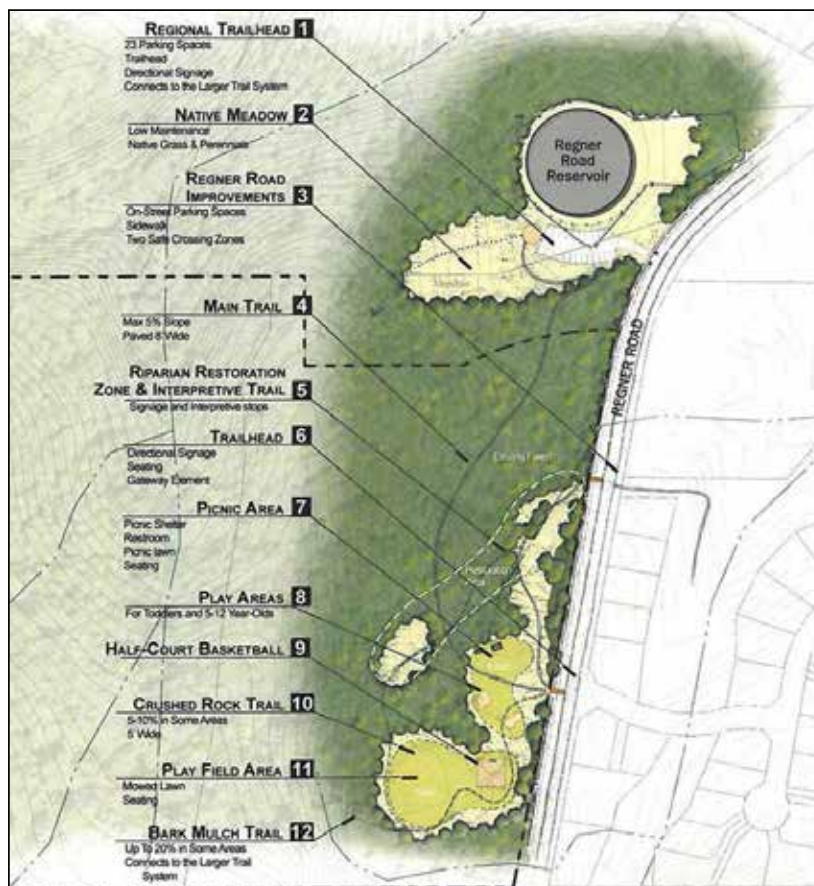 REGIONAL TRAILHEAD 1
23 Parking Spaces
Trailhead
Directional Signage
Connects to the Larger Trail System
NATIVE MEADOW 2
Low Maintenance
Native Grass & Perennials
REGNER ROAD
IMPROVEMENTS 3
On-Street Parking Spaces
Sidewalk
Two Safe Crossing Zones
MAIN TRAIL 4
Max 5% Slope
Paved 8' Wide
RIPARIAN RESTORATION
ZONE & INTERPRETIVE TRAIL 5
Signage and Interpretive stops
TRAILHEAD 6
Directional Signage
Seating
Gateway Element
PICNIC AREA 7
Picnic Shelter
Restroom
Picnic lawn
Seating
PLAY AREAS 8
For Toddlers and 5-12 Year-Olds
HALF-COURT BASKETBALL 9
CRUSHED ROCK TRAIL 10
5-10% in Some Areas
5' Wide
PLAY FIELD AREA 11
Mowed Lawn
Seating
BARK MULCH TRAIL 12
Up To 20% in Some Areas
Connects to the Larger Trail
System
Regner
Road
Reservoir
Meadow
REGNER ROAD